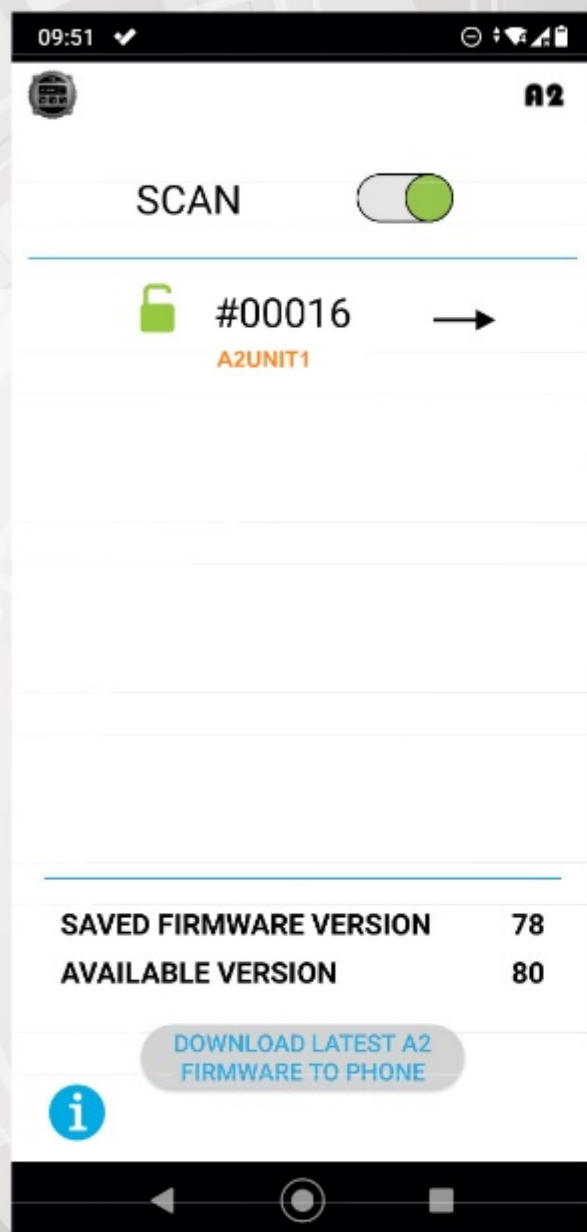 09:51
A2
SCAN
#00016
A2UNIT1
SAVED FIRMWARE VERSION 78
AVAILABLE VERSION 80
DOWNLOAD LATEST A2
FIRMWARE TO PHONE
i